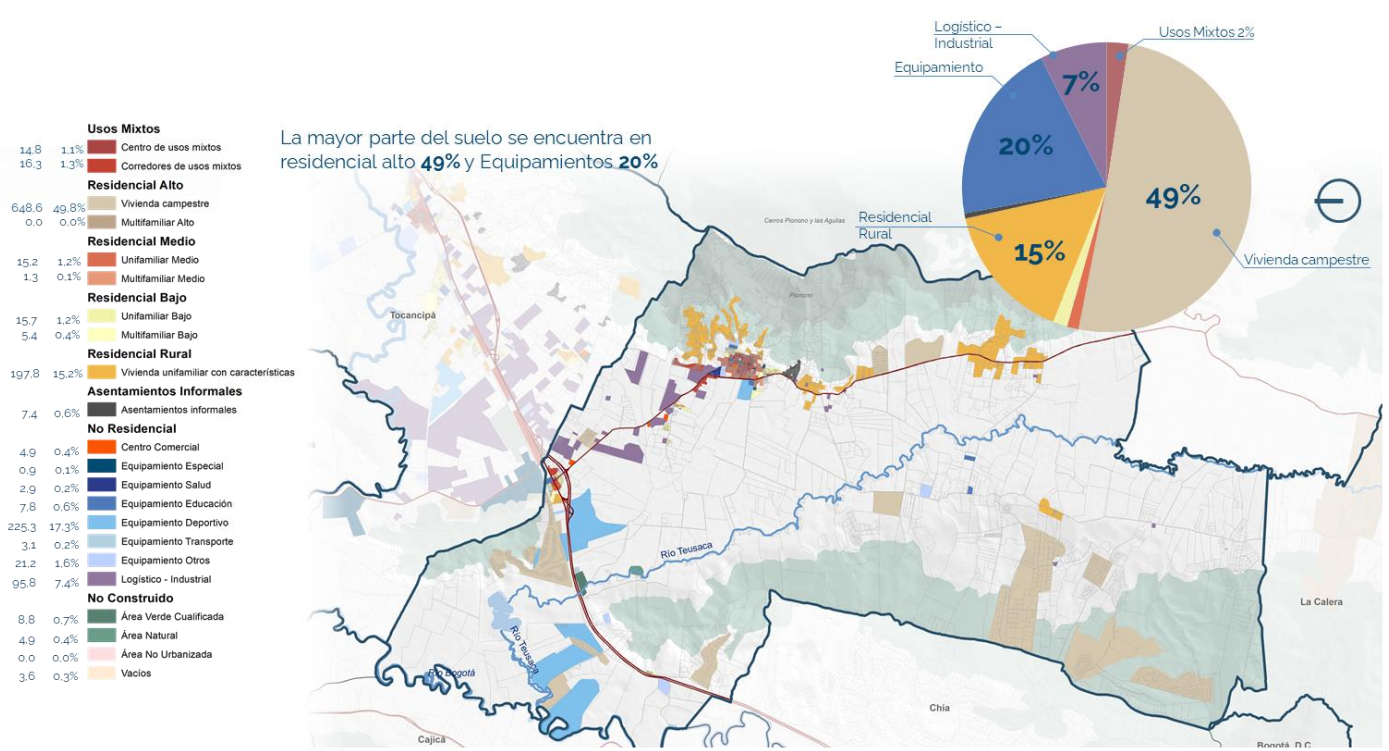 Logístico –
Industrial
Usos Mixtos 2%
Equipamiento
7%
20%
49%
Residencial
Rural
15%
Vivienda campestre
La mayor parte del suelo se encuentra en
residencial alto 49% y Equipamientos 20%
Usos Mixtos
14.8 1,1% Centro de usos mixtos
16.3 1,3% Corredores de usos mixtos
Residencial Alto
648.6 49,8% Vivienda campestre
0,0 0,0% Multifamiliar Alto
Residencial Medio
15.2 1,2% Unifamiliar Medio
1.3 0,1% Multifamiliar Medio
Residencial Bajo
15.7 1,2% Unifamiliar Bajo
5.4 0,4% Multifamiliar Bajo
Residencial Rural
197.8 15,2% Vivienda unifamiliar con características
Asentamientos Informales
7.4 0,6% Asentamientos informales
No Residencial
4.9 0,4% Centro Comercial
0.9 0,1% Equipamiento Especial
2.9 0,2% Equipamiento Salud
7.8 0,6% Equipamiento Educación
225.3 17,3% Equipamiento Deportivo
3.1 0,2% Equipamiento Transporte
21,2 1,6% Equipamiento Otros
95.8 7,4% Logístico - Industrial
No Construido
8.8 0,7% Área Verde Cualificada
4.9 0,4% Área Natural
0.0 0,0% Área No Urbanizada
3.6 0,3% Vacíos
Cerros Pionono y las Aguilas
Pionono
Tocancipá
Río Teusaca
Río Teusaca
Río Bogotá
La Calera
Chía
Cajicá
Bogotá, D.C.